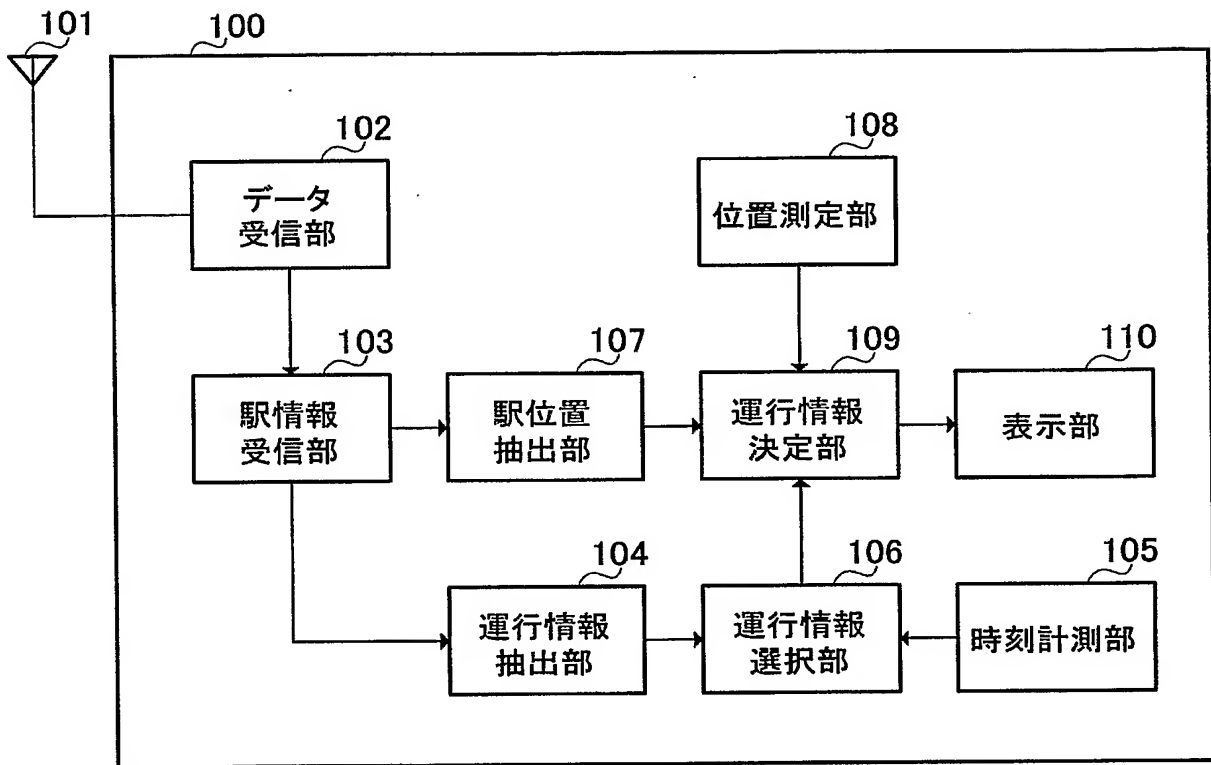 101
100
102
データ
受信部
108
位置測定部
103
駅情報
受信部
107
駅位置
抽出部
109
運行情報
決定部
110
表示部
104
運行情報
抽出部
106
運行情報
選択部
105
時刻計測部